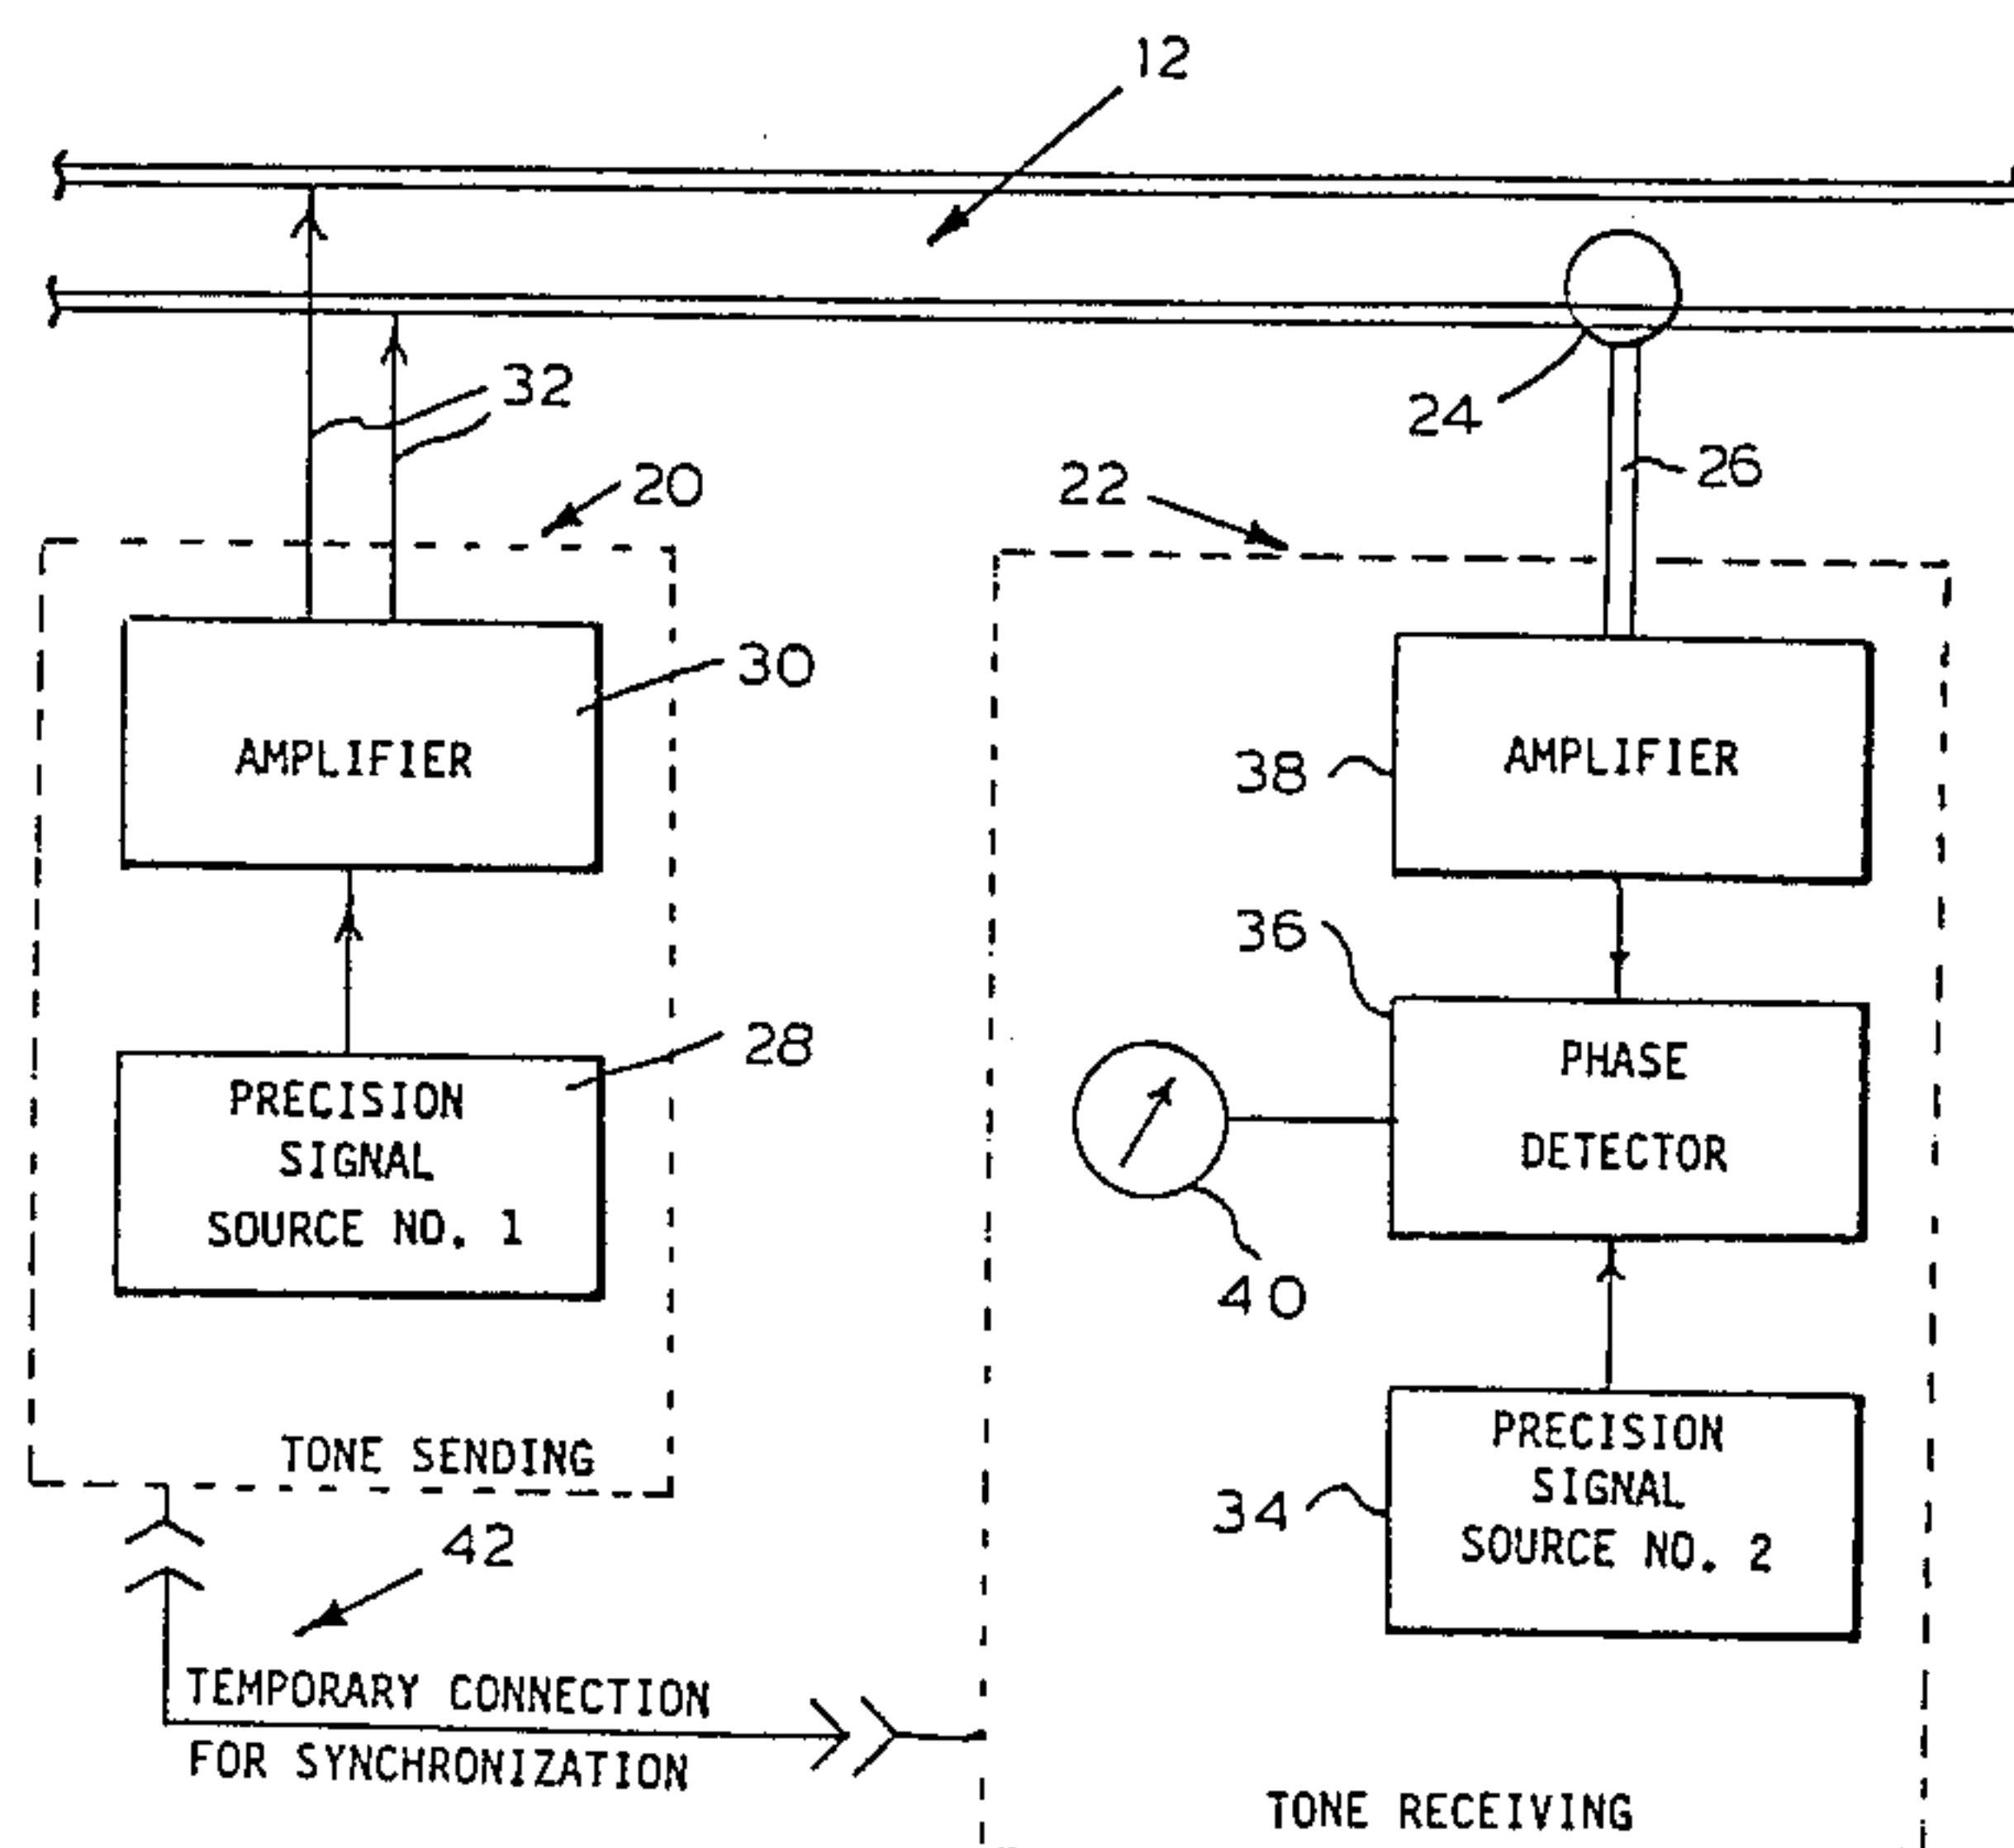 12
32
24
26
20
22
AMPLIFIER
30
AMPLIFIER
38
36
PRECISION
SIGNAL
SOURCE NO. 1
28
PHASE
DETECTOR
40
TONE SENDING
PRECISION
SIGNAL
SOURCE NO. 2
34
42
TEMPORARY CONNECTION
FOR SYNCHRONIZATION
TONE RECEIVING